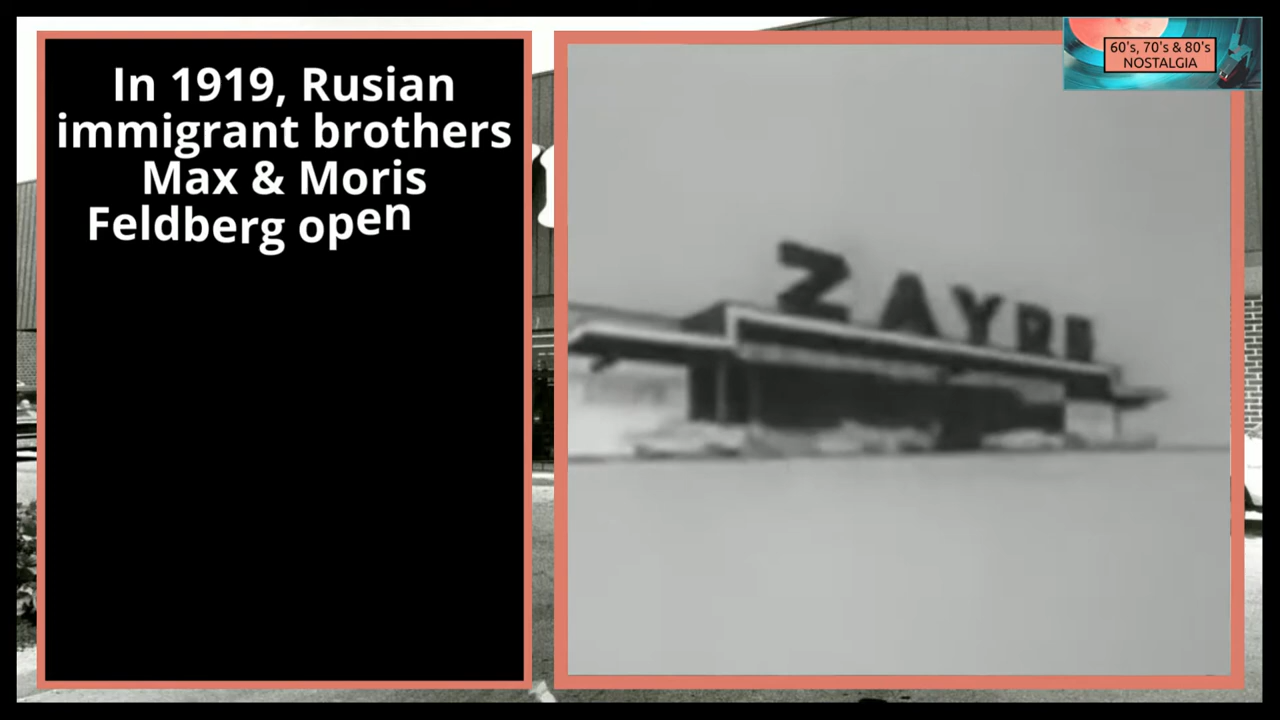 In 1919, Rusian
immigrant brothers
Max & Moris
Feldberg open
60's, 70's & 80's
NOSTALGIA
ZAYRE